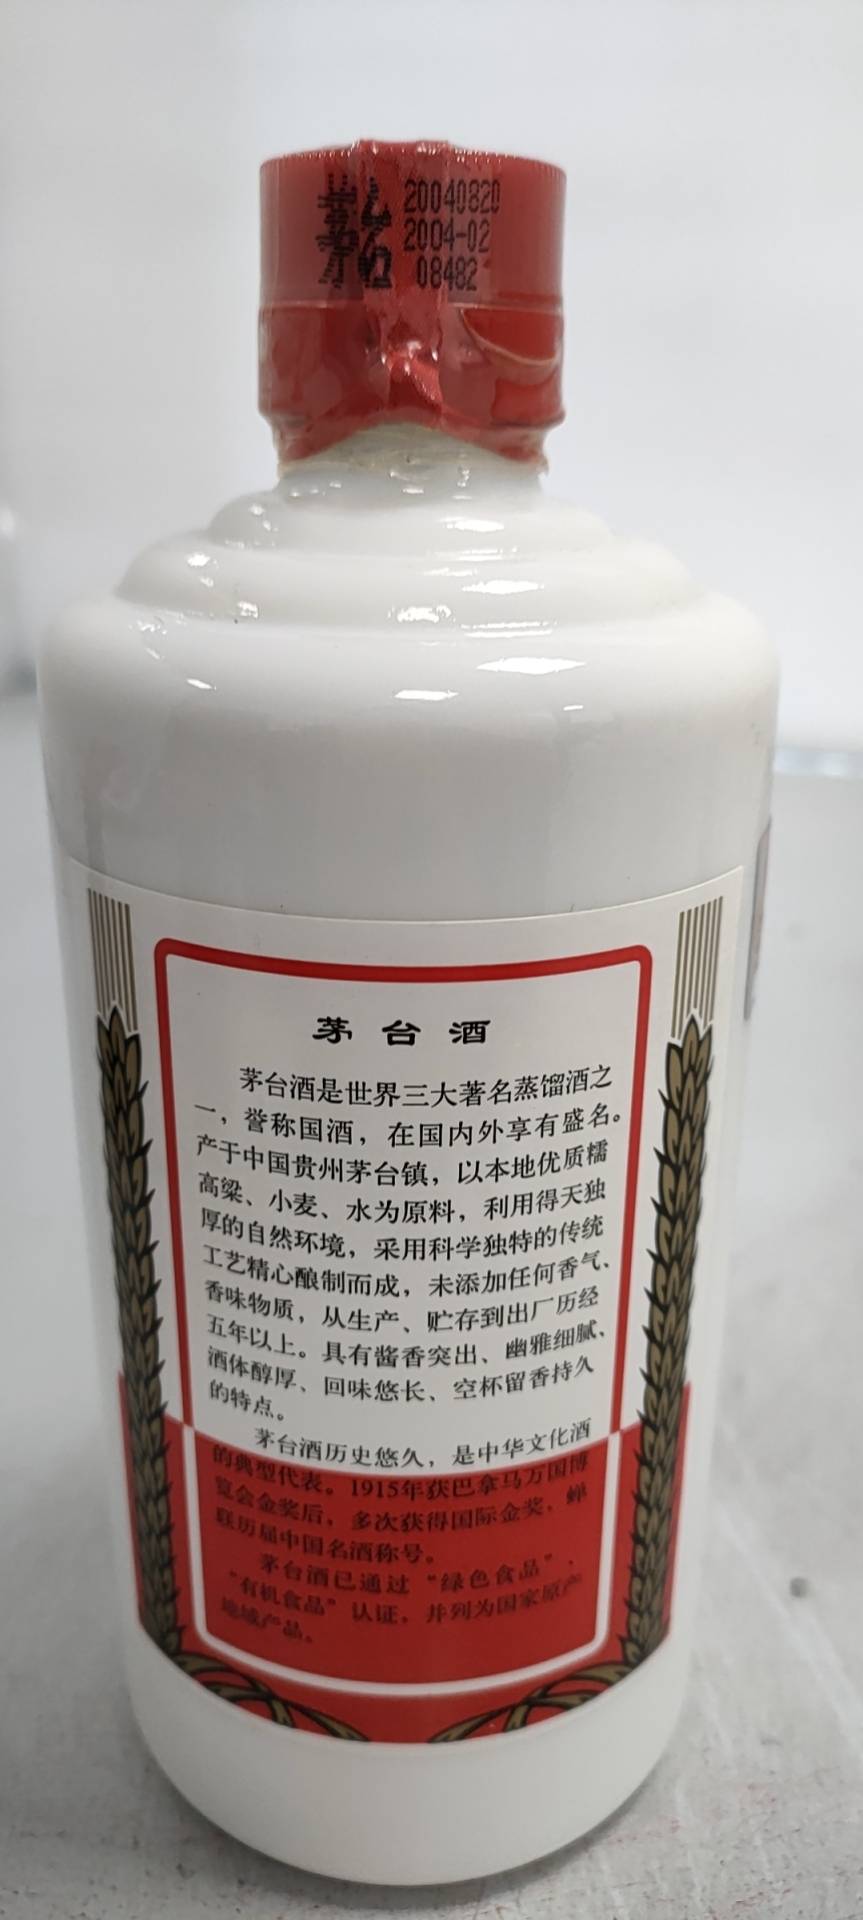 茅台
20040820
2004-02
08482
茅台酒
茅台酒是世界三大著名蒸馏酒之
一，誉称国酒，在国内外享有盛名。
产于中国贵州茅台镇，以本地优质糯
高粱、小麦、水为原料，利用得天独
厚的自然环境，采用科学独特的传统
工艺精心酿制而成，未添加任何香气、
香味物质，从生产、贮存到出厂历经
五年以上。具有酱香突出、幽雅细腻、
酒体醇厚、回味悠长、空杯留香持久
的特点。
茅台酒历史悠久，是中华文化酒
的典型代表。1915年获巴拿马万国博
览会金奖后，多次获得国际金奖，蝉
联历届中国名酒称号。
茅台酒已通过“绿色食品”、
“有机食品”认证，并列为国家原产
地域产品。